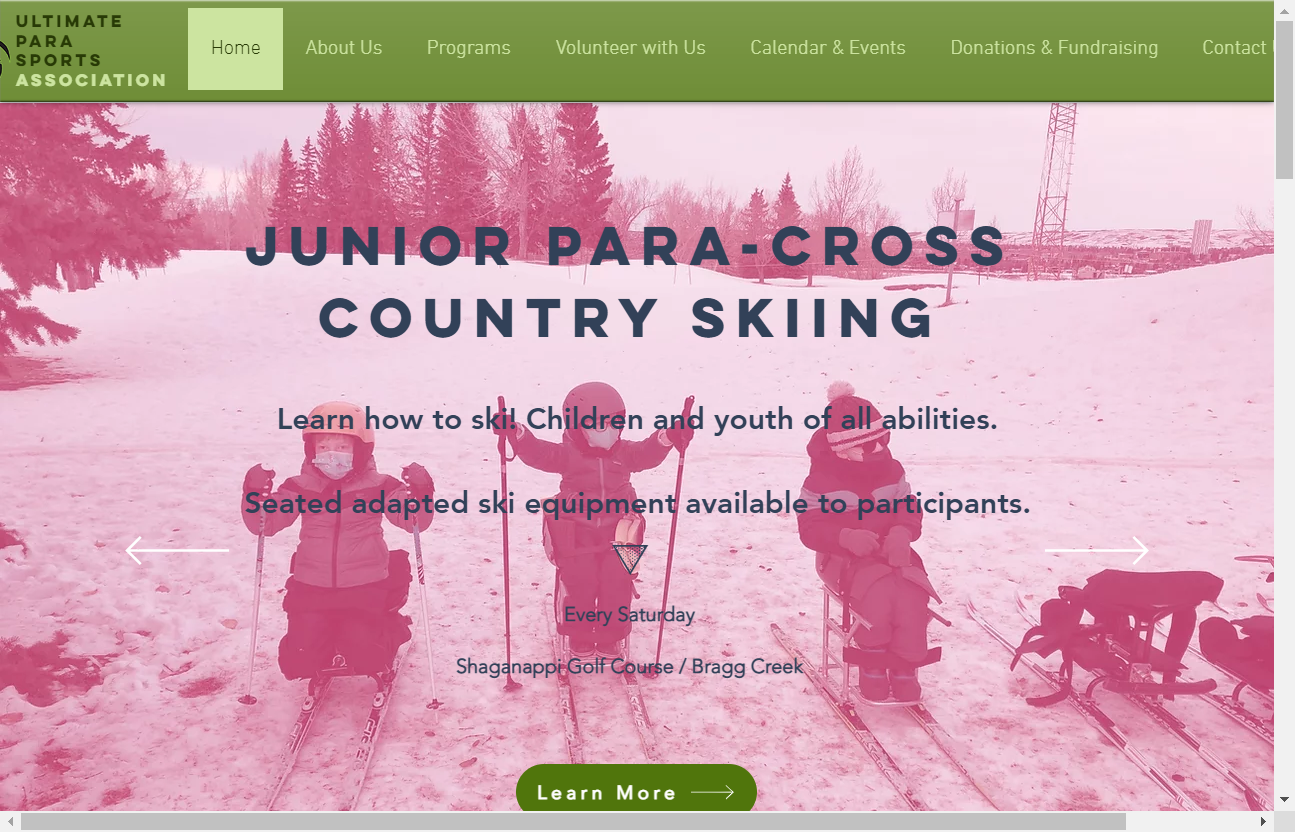 ULTIMATE
PARA
SPORTS
ASSOCIATION
Home
About Us
Programs
Volunteer with Us
Calendar & Events
Donations & Fundraising
Contact
JUNIOR PARA-CROSS
COUNTRY SKIING
Learn how to ski! Children and youth of all abilities.
Seated adapted ski equipment available to participants.
Every Saturday
Shaganappi Golf Course / Bragg Creek
Learn More